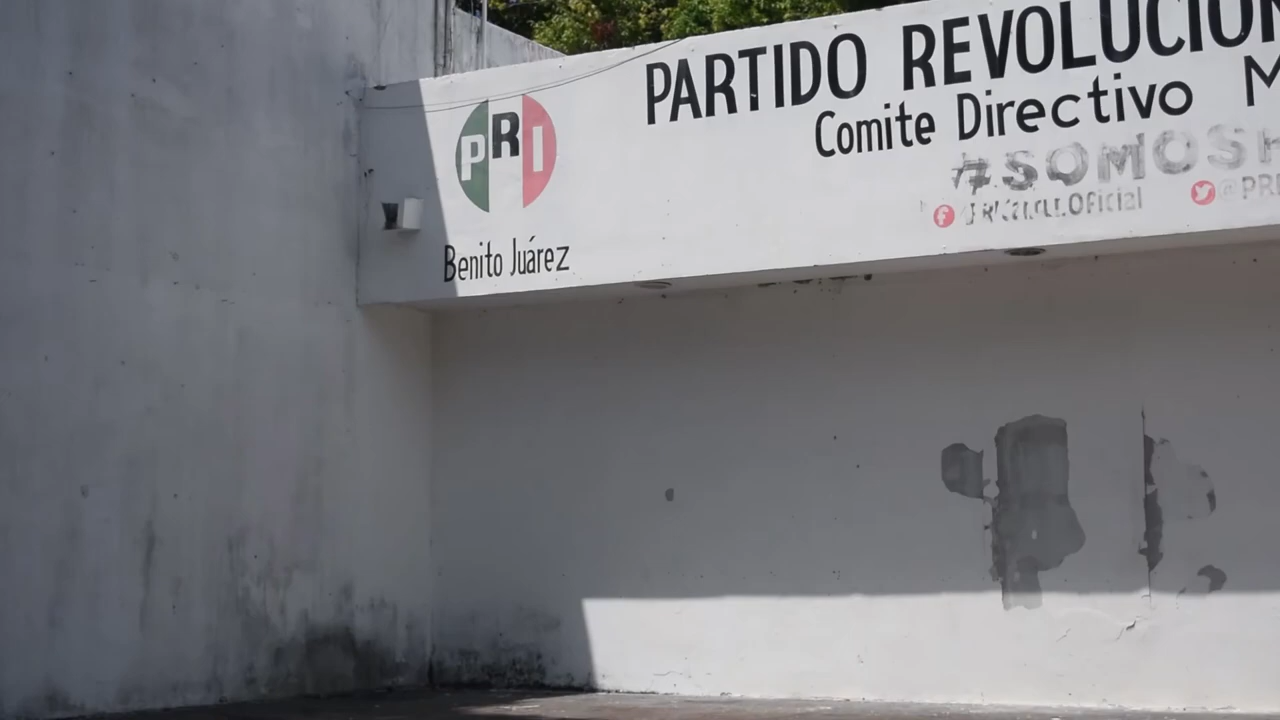 PARTIDO REVOLUCION
Comite Directivo M
#SOMOS
PRI
Benito Juárez